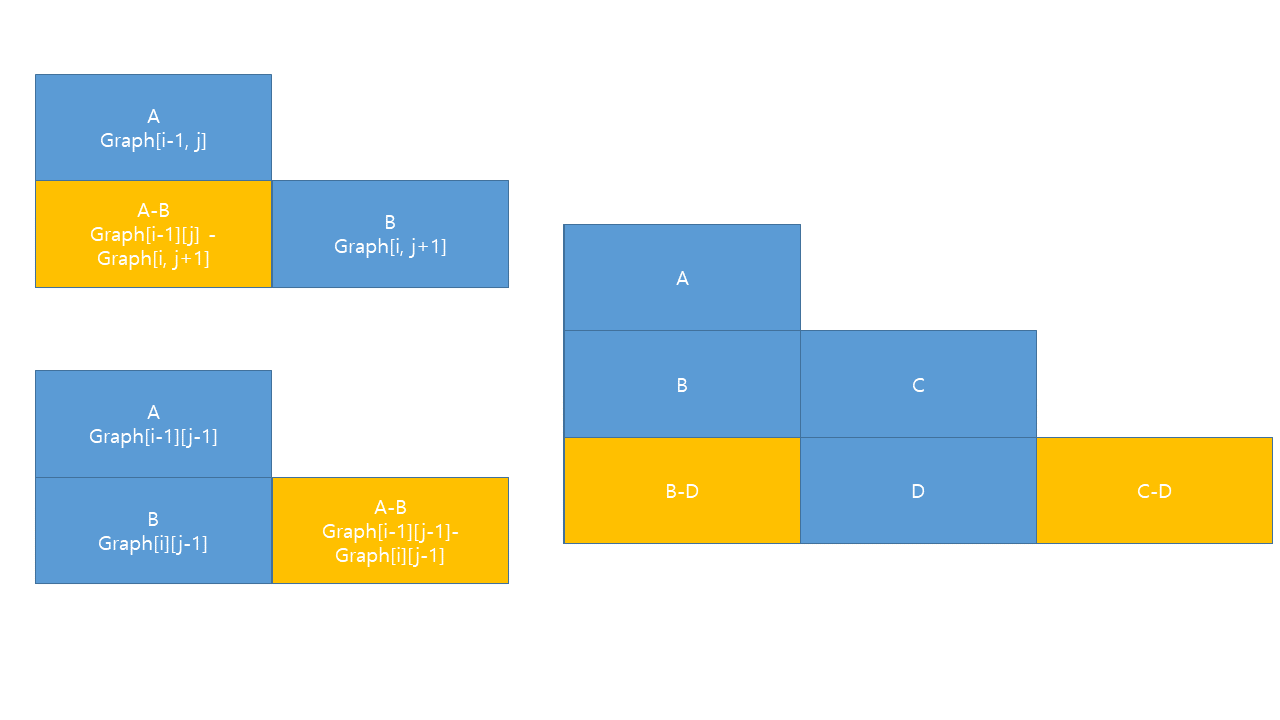 A
Graph[i-1, j]
A-B
Graph[i-1][j] -
Graph[i, j+1]
B
Graph[i, j+1]
A
Graph[i-1][j-1]
B
Graph[i][j-1]
A-B
Graph[i-1][j-1]-
Graph[i][j-1]
A
B
C
B-D
D
C-D